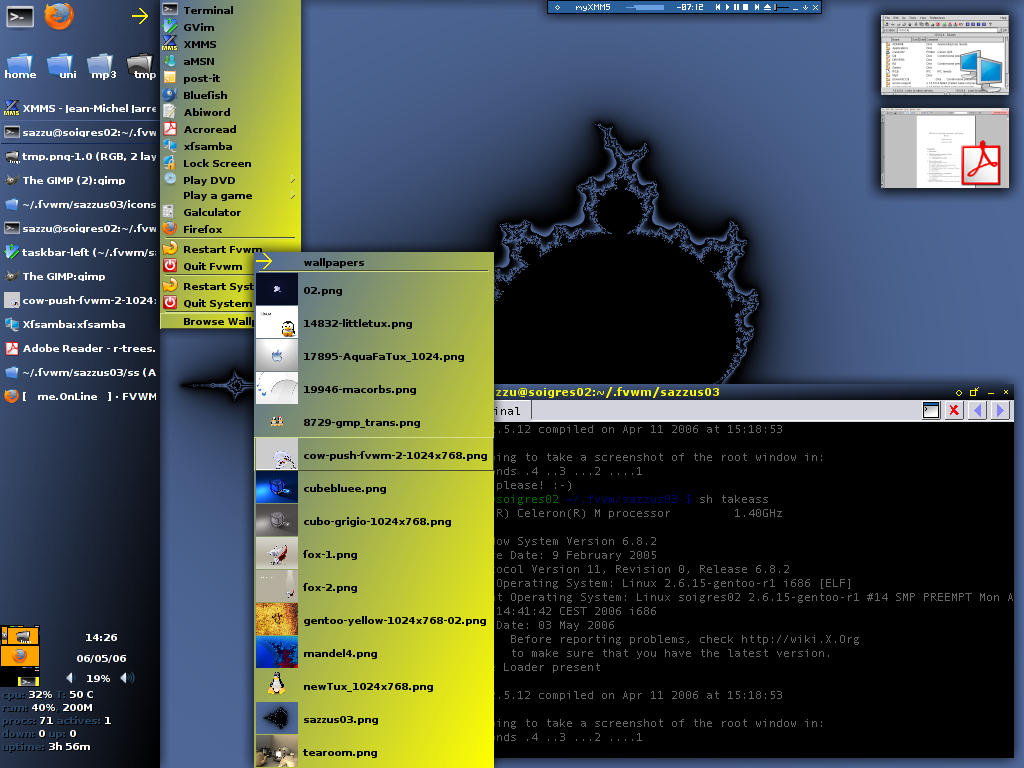 myXMMS -07:12
home uni mp3 tmp
XMMS - Jean-Michel Jarre
sazzu@soigres02:~/.fvwm
tmp.png-1.0 (RGB, 2 lay
The GIMP (2):gimp
~/.fvwm/sazzus03/icons
sazzu@soigres02:~/.fvw
taskbar-left (~/.fvwm/s
The GIMP:gimp
cow-push-fvwm-2-1024:
Xfsamba:xfsamba
Adobe Reader - r-trees.
~/.fvwm/sazzus03/ss (A
[ me.OnLine ] - FVWM
14:26
06/05/06
19%
cpu: 32% T: 50 C
ram: 40%, 200M
procs: 71 actives: 1
down: 0 up: 0
uptime: 3h 56m
Terminal
GVim
XMMS
aMSN
post-it
Bluefish
Abiword
Acroread
xfsamba
Lock Screen
Play DVD
Play a game
Galculator
Firefox
Restart Fvwm
Quit Fvwm
Restart Syst
Quit System
Browse Wall
wallpapers
02.png
14832-littletux.png
17895-AquaFaTux_1024.png
19946-macorbs.png
8729-gmp_trans.png
cow-push-fvwm-2-1024x768.png
cubebluee.png
cubo-grigio-1024x768.png
fox-1.png
fox-2.png
gentoo-yellow-1024x768-02.png
mandel4.png
newTux_1024x768.png
sazzus03.png
tearoom.png
zzu@soigres02:~/.fvwm/sazzus03
inal
.5.12 compiled on Apr 11 2006 at 15:18:53
ing to take a screenshot of the root window in:
nds .4 ..3 ...2 ....1
please! :-)
soigres02 ~/.fvwm/sazzus03 $ sh takeass
R) Celeron(R) M processor 1.40GHz
ow System Version 6.8.2
e Date: 9 February 2005
ocol Version 11, Revision 0, Release 6.8.2
Operating System: Linux 2.6.15-gentoo-r1 i686 [ELF]
t Operating System: Linux soigres02 2.6.15-gentoo-r1 #14 SMP PREEMPT Mon A
14:41:42 CEST 2006 i686
Date: 03 May 2006
Before reporting problems, check http://wiki.X.Org
to make sure that you have the latest version.
Loader present
.5.12 compiled on Apr 11 2006 at 15:18:53
ing to take a screenshot of the root window in:
nds .4 ..3 ...2 ....1